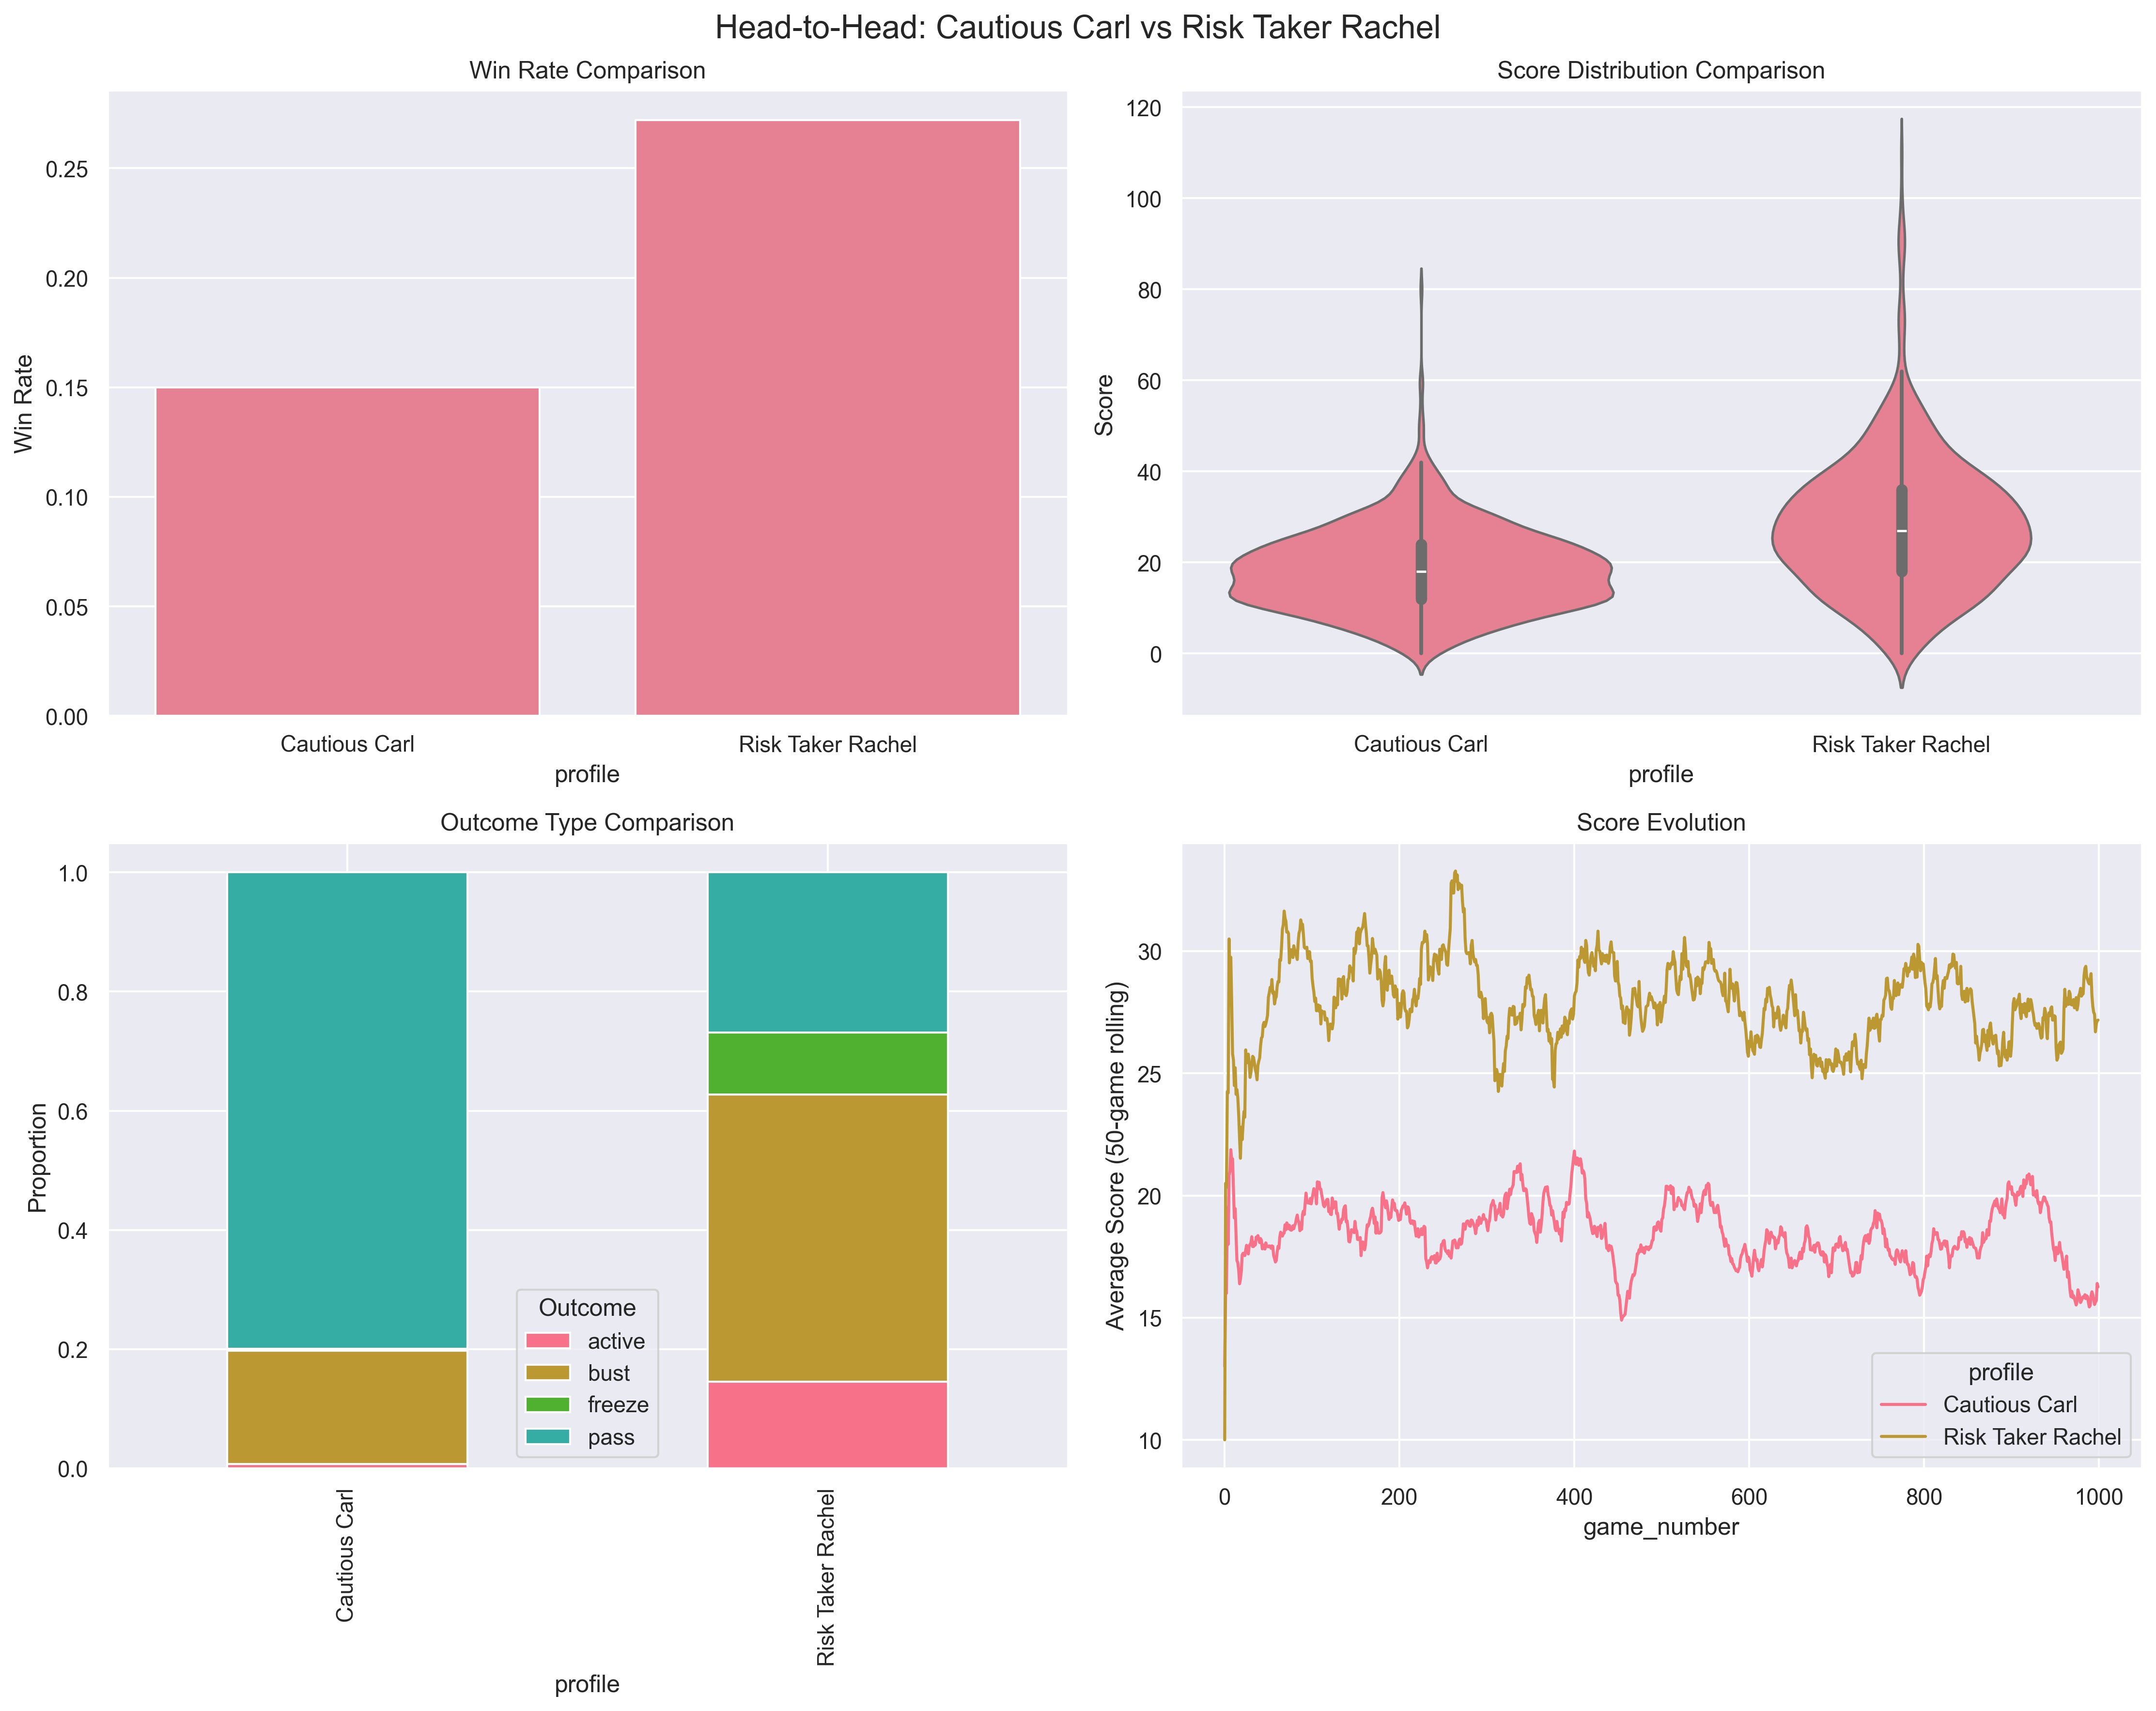 Head-to-Head: Cautious Carl vs Risk Taker Rachel
Win Rate Comparison
Win Rate
0.25
0.20
0.15
0.10
0.05
0.00
Cautious Carl
Risk Taker Rachel
profile
Score Distribution Comparison
Score
120
100
80
60
40
20
0
Cautious Carl
Risk Taker Rachel
profile
Outcome Type Comparison
Proportion
1.0
0.8
0.6
0.4
0.2
0.0
Outcome
active
bust
freeze
pass
Cautious Carl
Risk Taker Rachel
profile
Score Evolution
Average Score (50-game rolling)
30
25
20
15
10
profile
Cautious Carl
Risk Taker Rachel
0
200
400
600
800
1000
game_number